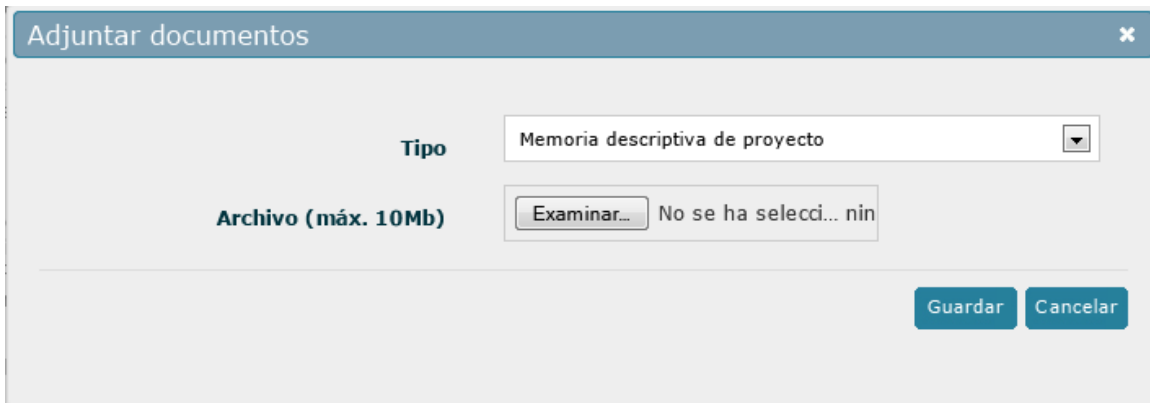 Adjuntar documentos
Tipo Memoria descriptiva de proyecto
Archivo (máx. 10Mb) Examinar... No se ha selecci... nin
Guardar Cancelar